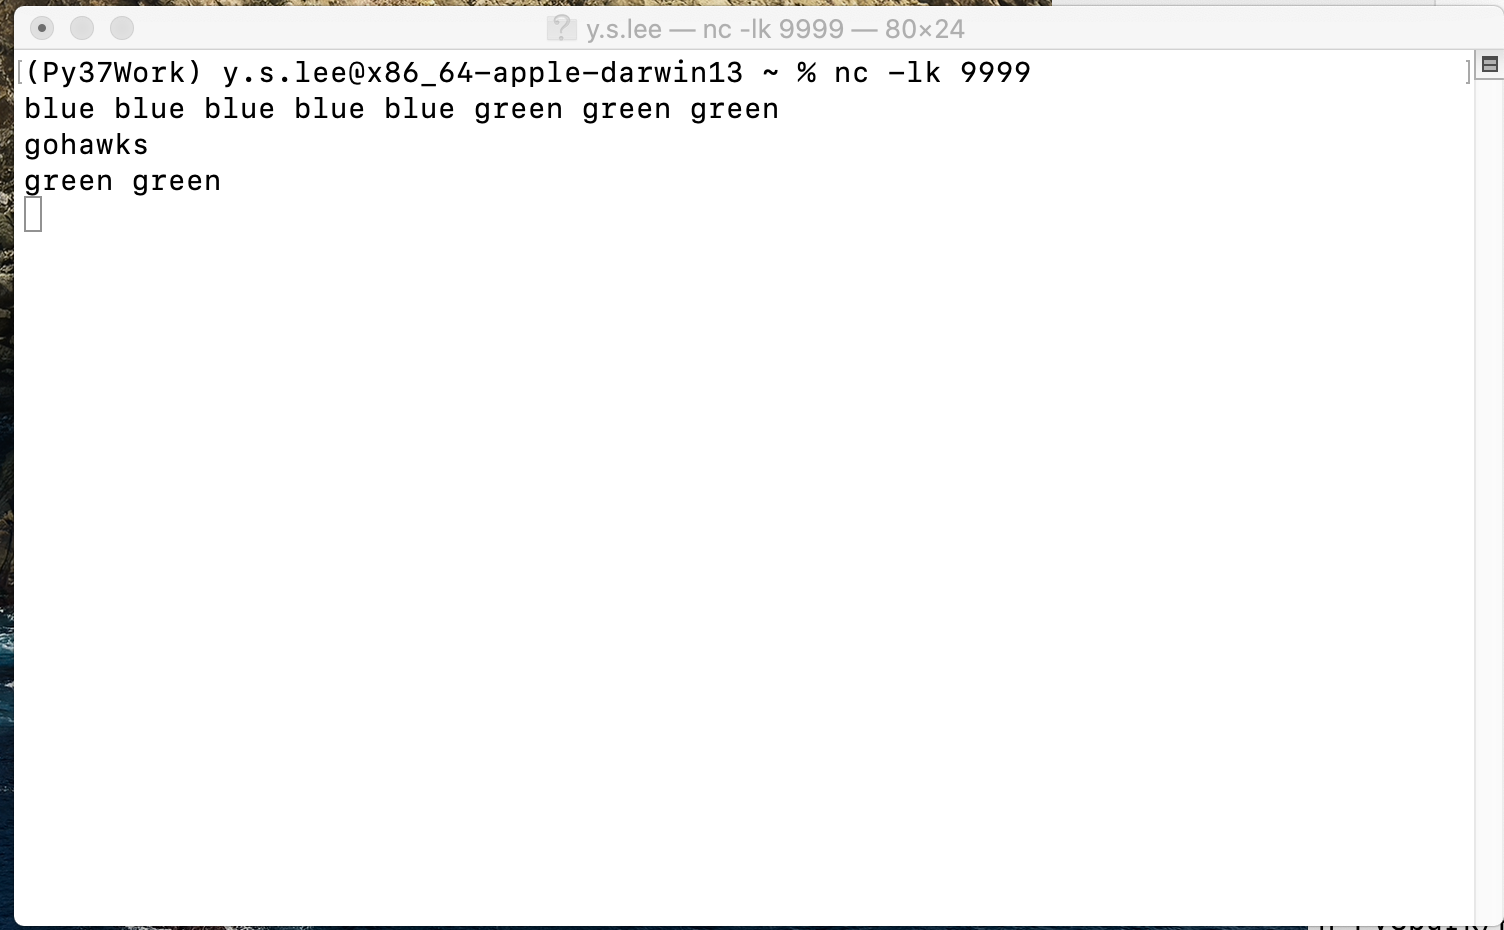 y.s.lee — nc -lk 9999 — 80×24
(Py37Work) y.s.lee@x86_64-apple-darwin13 ~ % nc -lk 9999
blue blue blue blue blue green green green
gohawks
green green